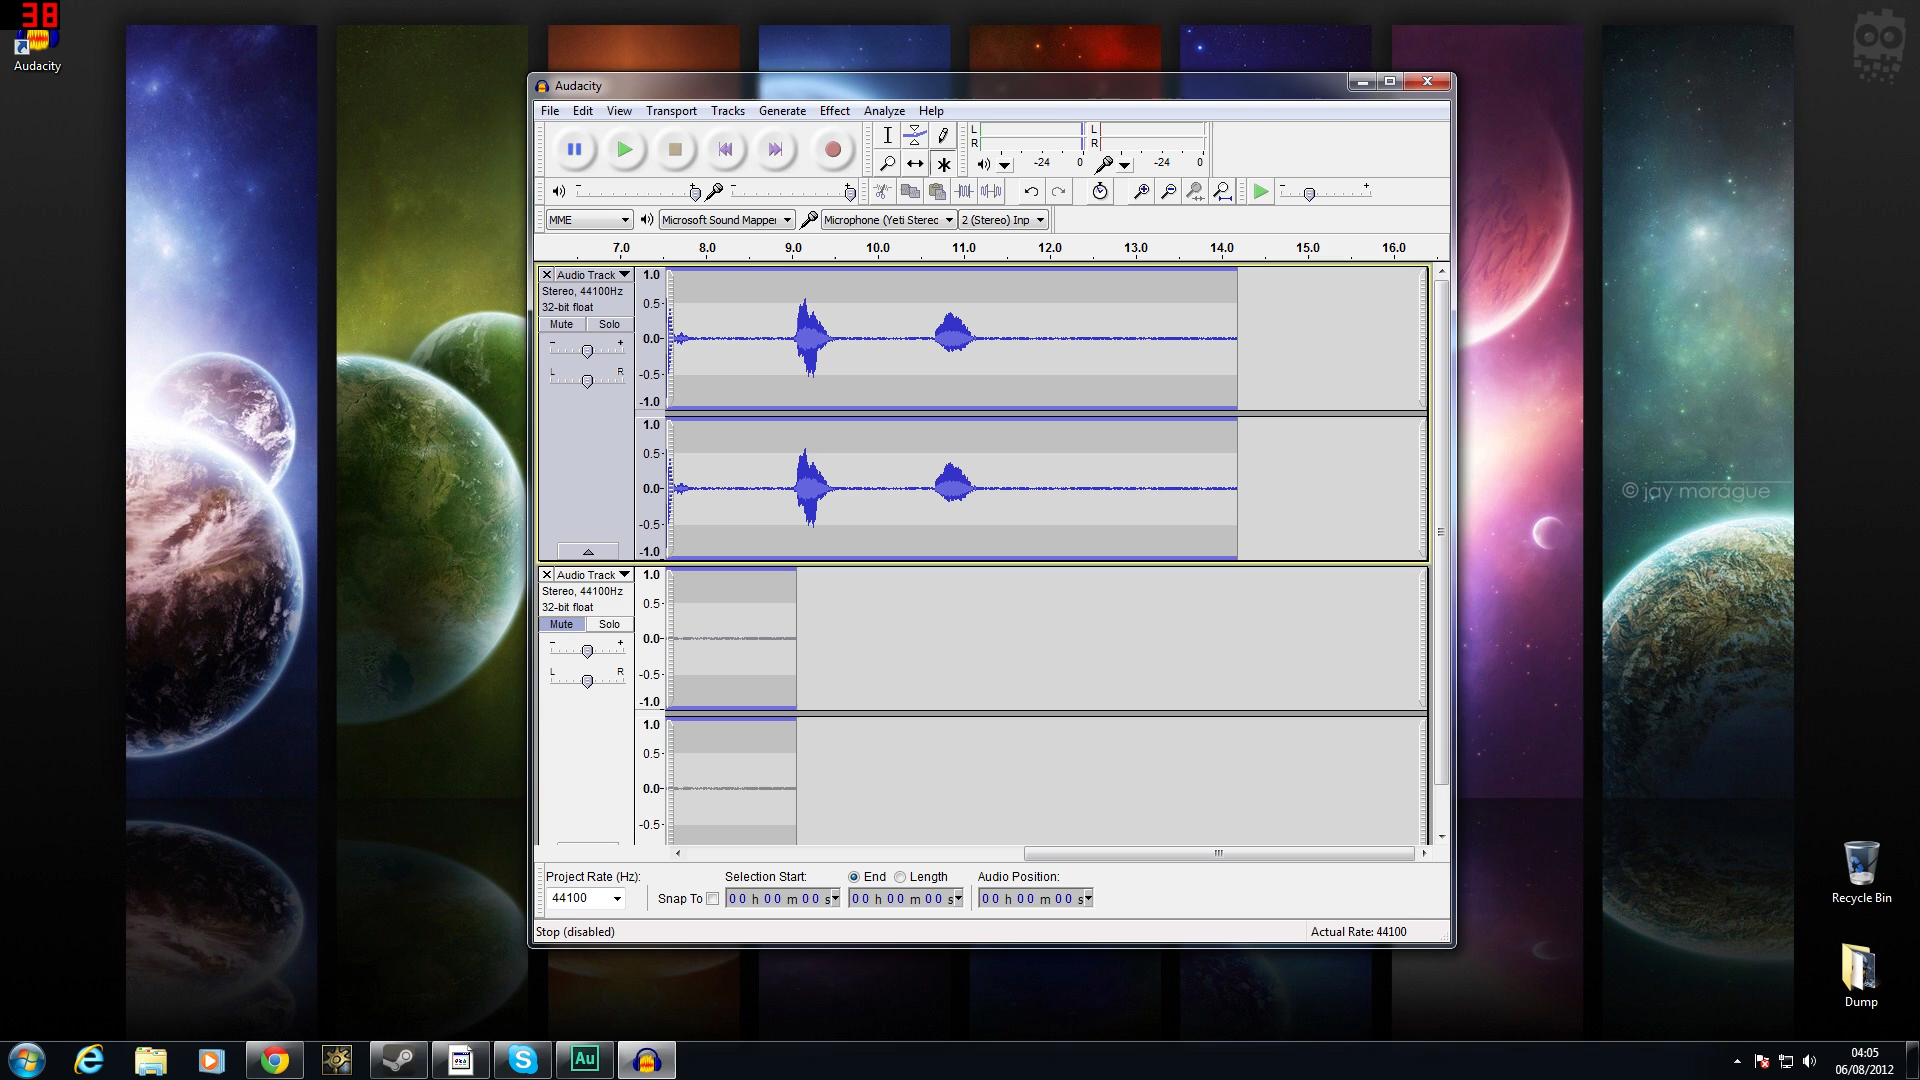 38
Audacity
© jay morague
Audacity
File Edit View Transport Tracks Generate Effect Analyze Help
L L
R R
-24 0 -24 0
MME Microsoft Sound Mapper Microphone (Yeti Stereo 2 (Stereo) Inp
7.0 8.0 9.0 10.0 11.0 12.0 13.0 14.0 15.0 16.0
Audio Track
Stereo, 44100Hz
32-bit float
Mute Solo
- +
L R
1.0
0.5
0.0
-0.5
-1.0
1.0
0.5
0.0
-0.5
-1.0
Audio Track
Stereo, 44100Hz
32-bit float
Mute Solo
- +
L R
1.0
0.5
0.0
-0.5
-1.0
1.0
0.5
0.0
-0.5
Project Rate (Hz): Selection Start: End Length Audio Position:
44100 Snap To 00 h 00 m 00 s 00 h 00 m 00 s 00 h 00 m 00 s
Stop (disabled) Actual Rate: 44100
Recycle Bin
Dump
Au
04:05
06/08/2012